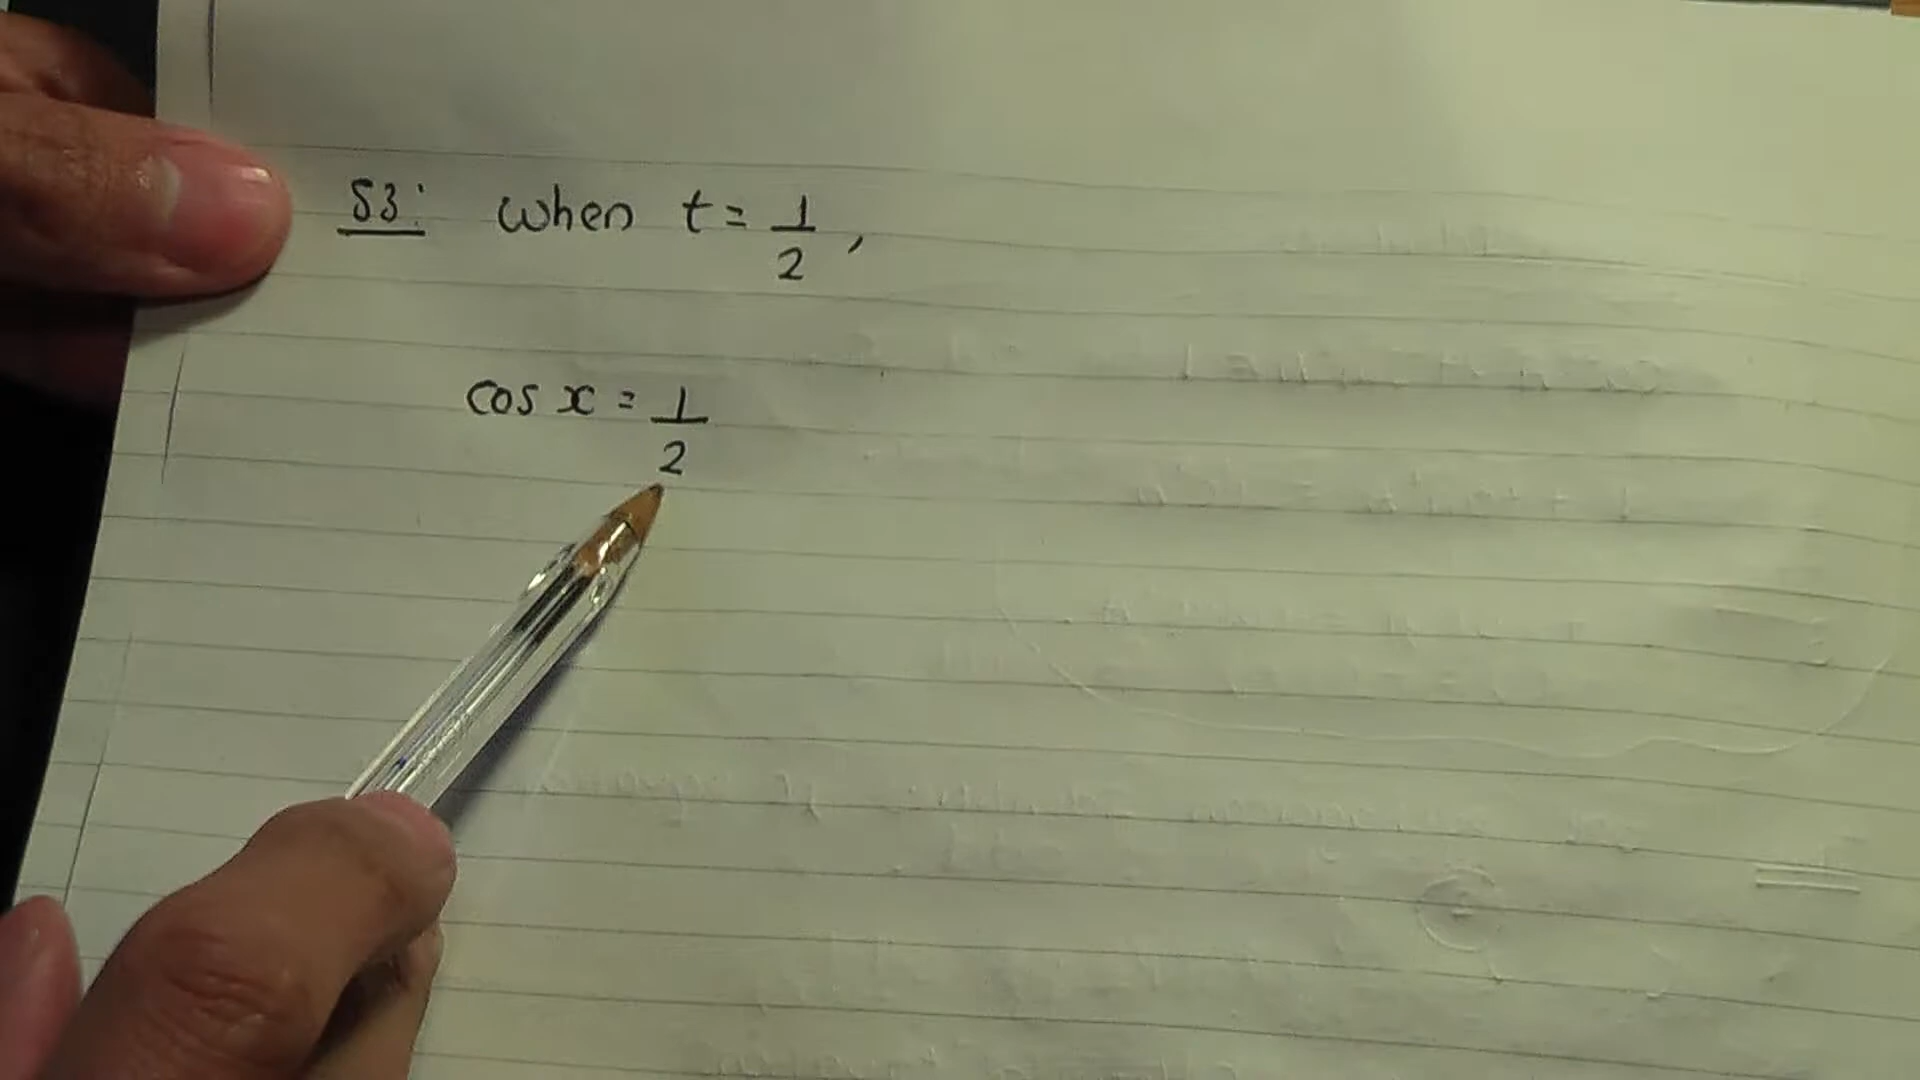 S3: when t = 1/2,
cos x = 1/2